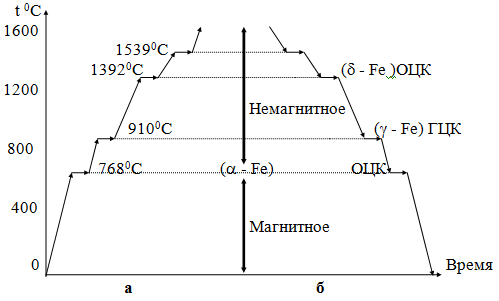 t ⁰C
1600
1539⁰C
1392⁰C
(δ - Fe )ОЦК
1200
Немагнитное
910⁰C
(γ - Fe) ГЦК
800
768⁰C
(α - Fe)
ОЦК
400
Магнитное
0
Время
а
б